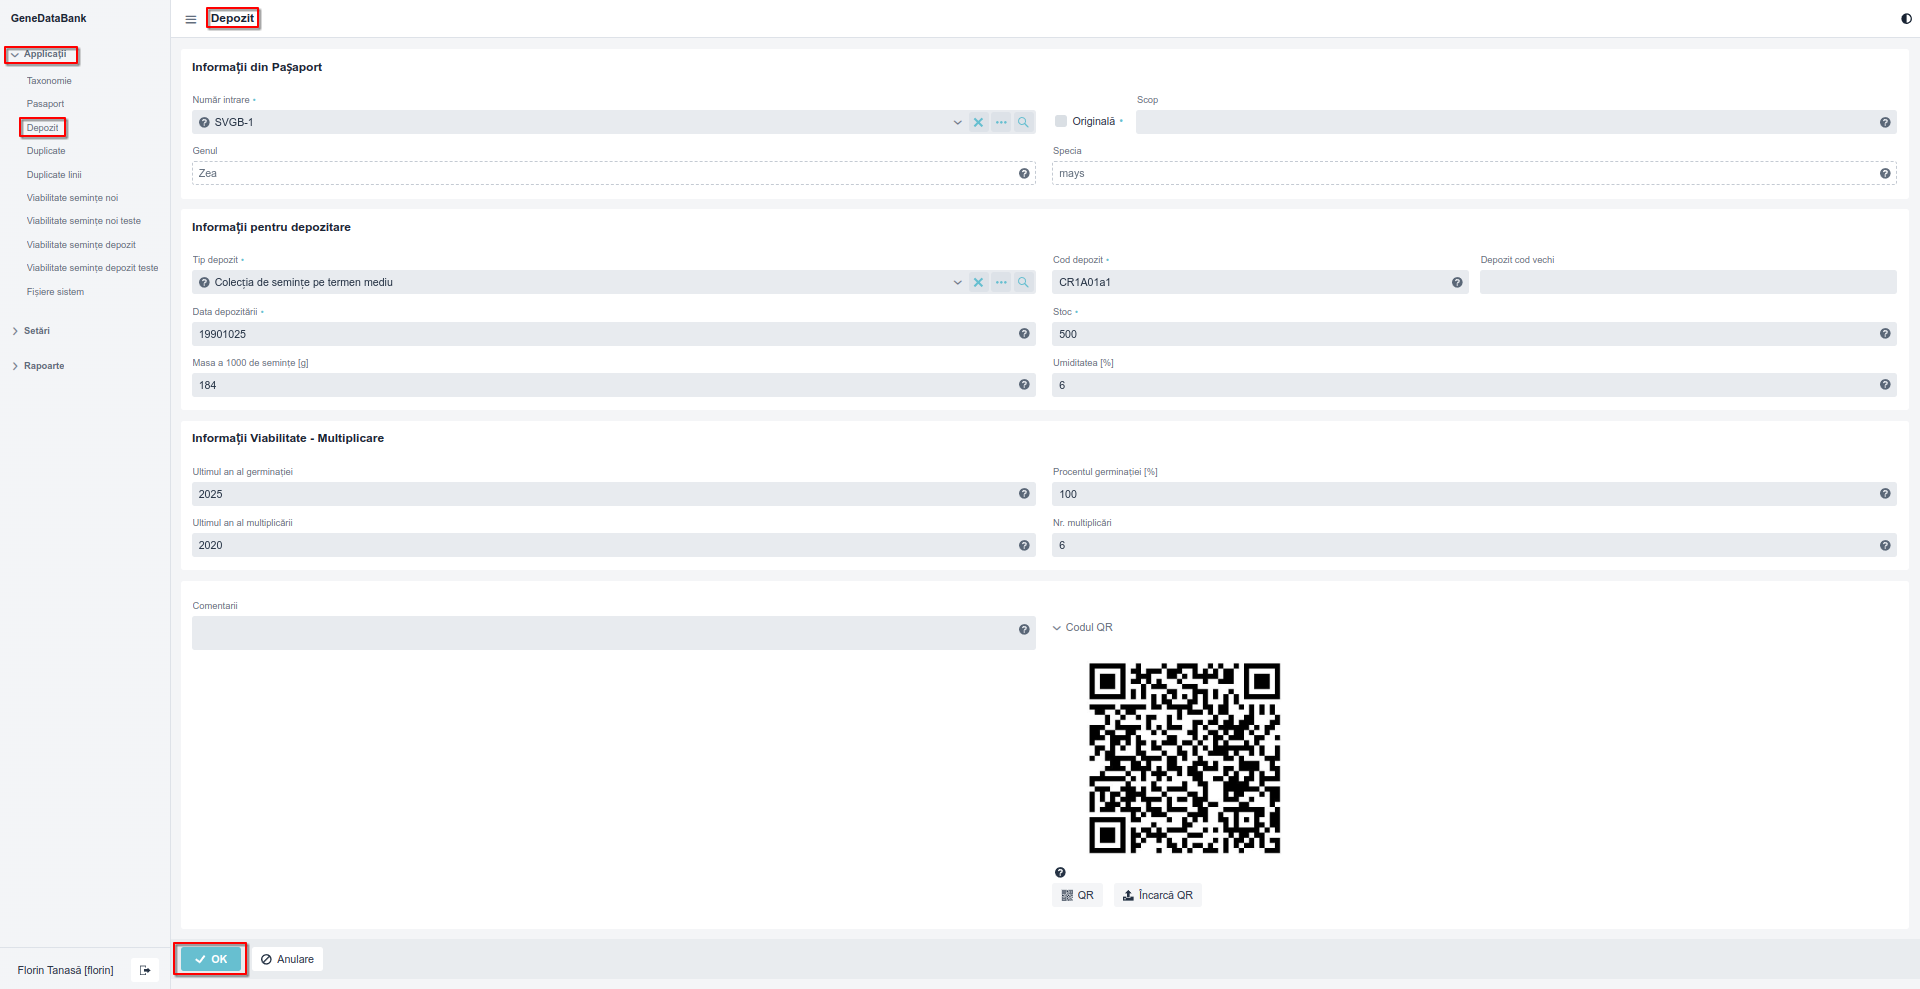 GeneDataBank
Depozit
Applicații
Taxonomie
Pasaport
Depozit
Duplicate
Duplicate linii
Viabilitate semințe noi
Viabilitate semințe noi teste
Viabilitate semințe depozit
Viabilitate semințe depozit teste
Fișiere sistem
Setări
Rapoarte
Florin Tanasă [florin]
Informații din Pașaport
Număr intrare
SVGB-1
Originală
Scop
Genul
Zea
Specia
mays
Informații pentru depozitare
Tip depozit
Colecția de semințe pe termen mediu
Cod depozit
CR1A01a1
Depozit cod vechi
Data depozitării
19901025
Stoc
500
Masa a 1000 de semințe [g]
184
Umiditatea [%]
6
Informații Viabilitate - Multiplicare
Ultimul an al germinației
2025
Procentul germinației [%]
100
Ultimul an al multiplicării
2020
Nr. multiplicări
6
Comentarii
Codul QR
QR
Încarcă QR
OK
Anulare